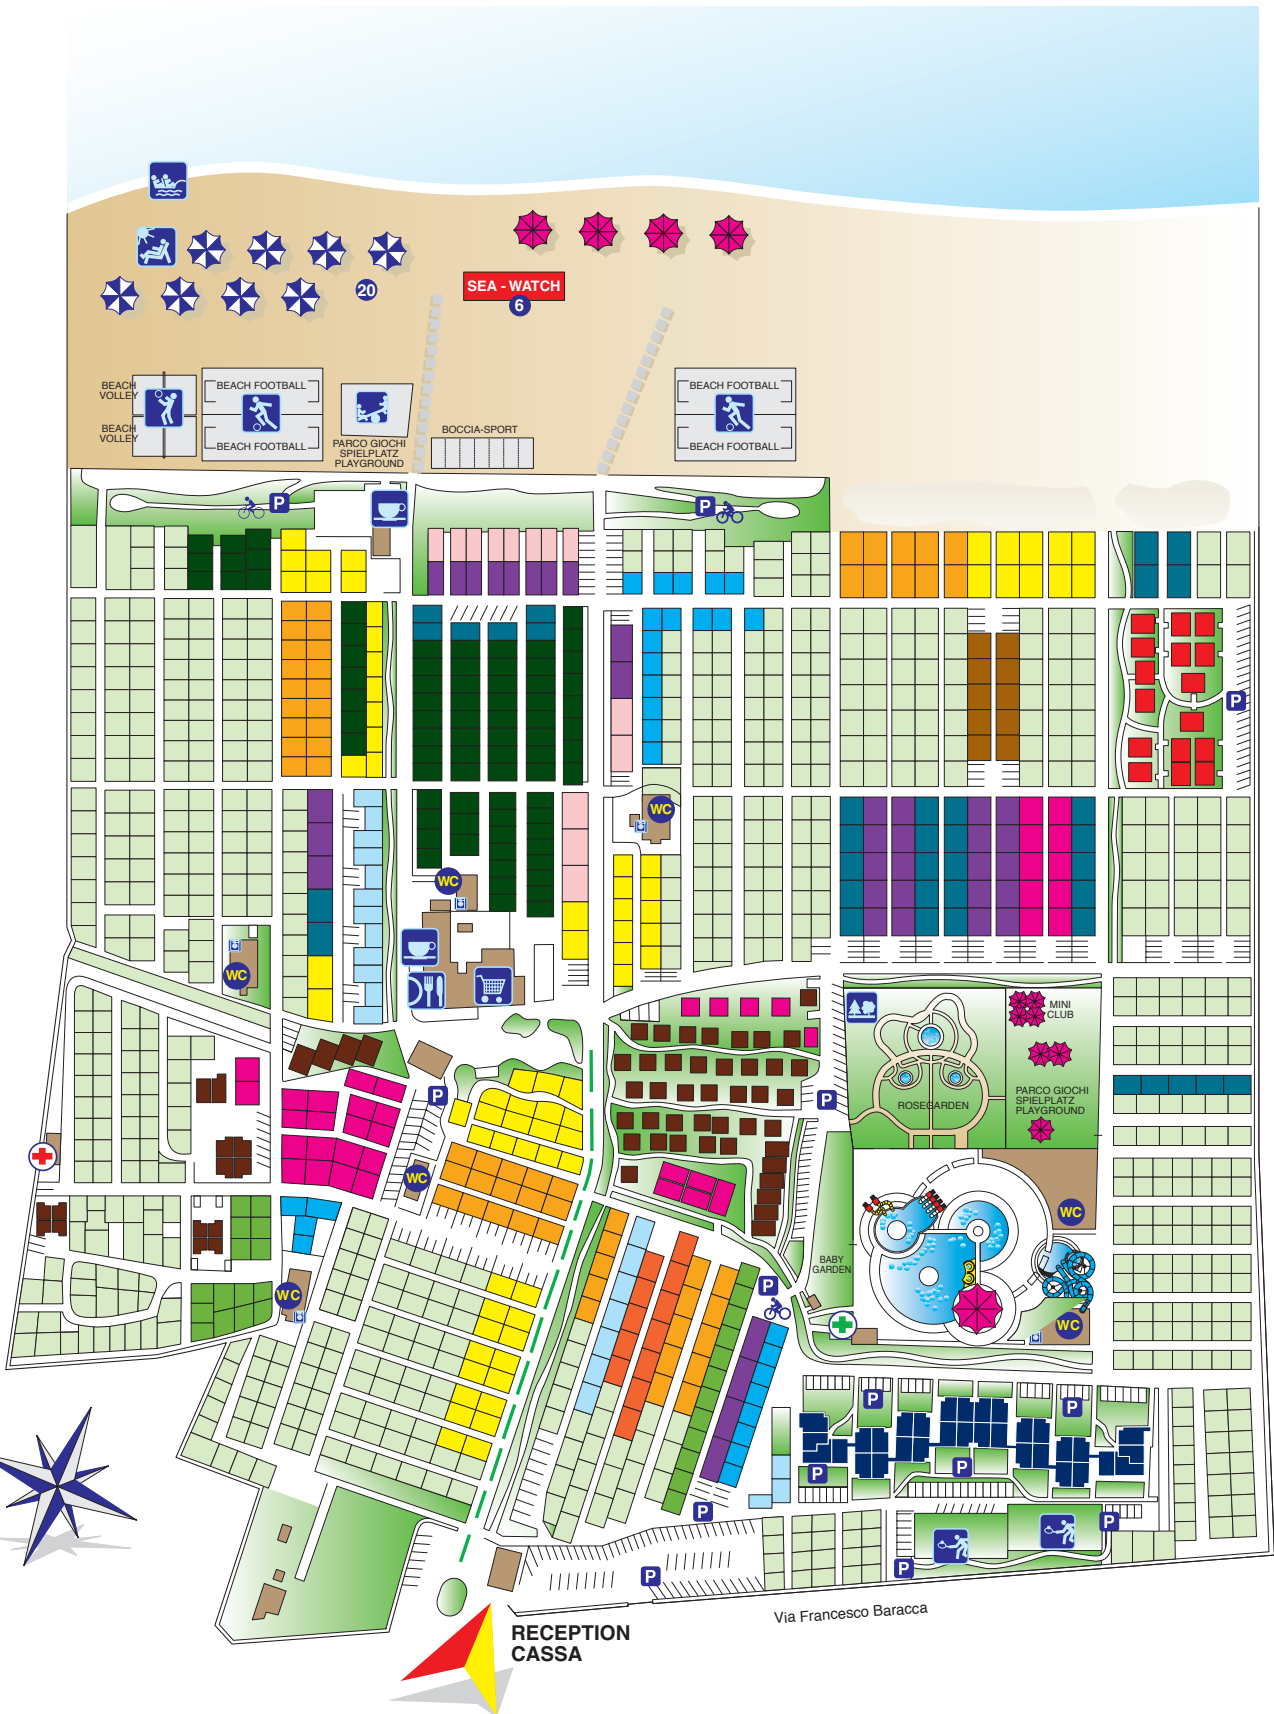 20
SEA - WATCH
6
BEACH
VOLLEY
BEACH
VOLLEY
BEACH FOOTBALL
BEACH FOOTBALL
PARCO GIOCHI
SPIELPLATZ
PLAYGROUND
BOCCIA-SPORT
BEACH FOOTBALL
BEACH FOOTBALL
P
P
P
WC
WC
WC
MINI
CLUB
PARCO GIOCHI
SPIELPLATZ
PLAYGROUND
ROSEGARDEN
P
P
WC
WC
BABY
GARDEN
P
WC
WC
P
P
P
P
P
P
P
P
Via Francesco Baracca
RECEPTION
CASSA